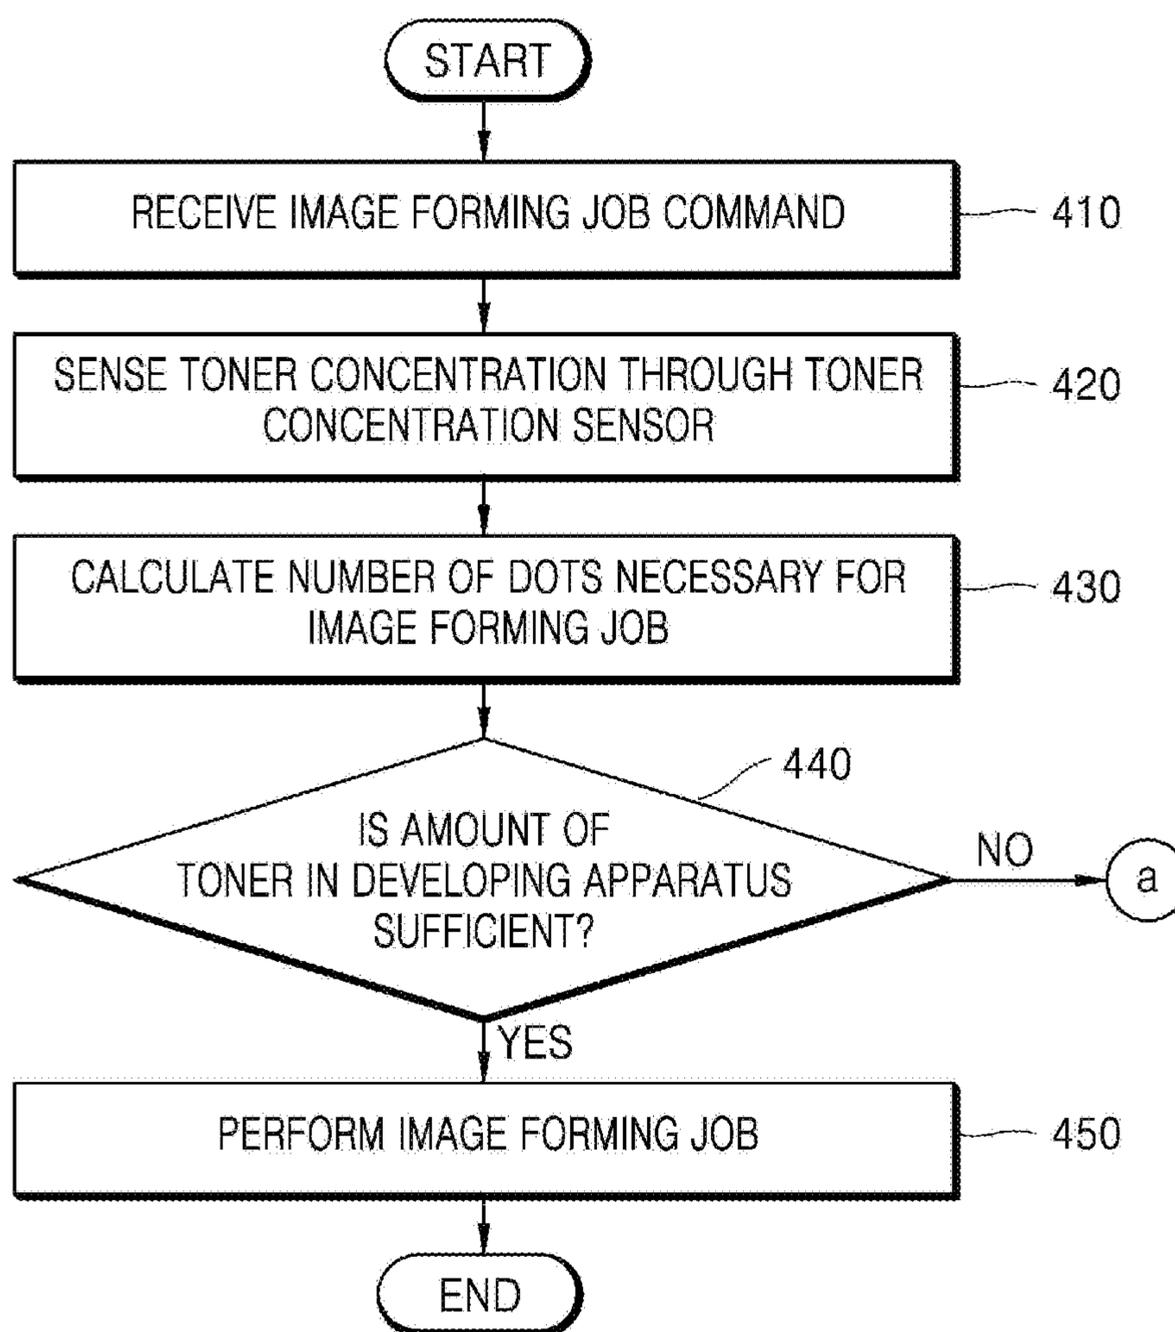 START
RECEIVE IMAGE FORMING JOB COMMAND
410
SENSE TONER CONCENTRATION THROUGH TONER
CONCENTRATION SENSOR
420
CALCULATE NUMBER OF DOTS NECESSARY FOR
IMAGE FORMING JOB
430
440
IS AMOUNT OF
TONER IN DEVELOPING APPARATUS
SUFFICIENT?
NO
a
YES
PERFORM IMAGE FORMING JOB
450
END